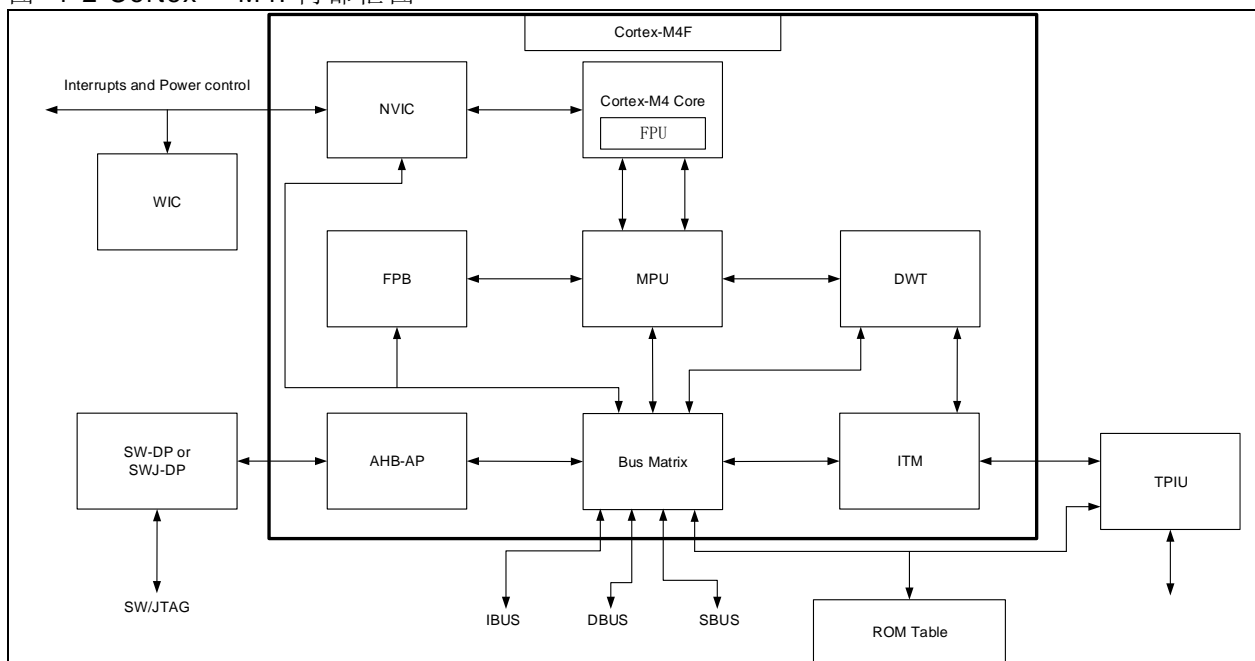 Cortex-M4F
Interrupts and Power control
NVIC
Cortex-M4 Core
FPU
WIC
FPB
MPU
DWT
SW-DP or
SWJ-DP
AHB-AP
Bus Matrix
ITM
TPIU
SW/JTAG
IBUS
DBUS
SBUS
ROM Table